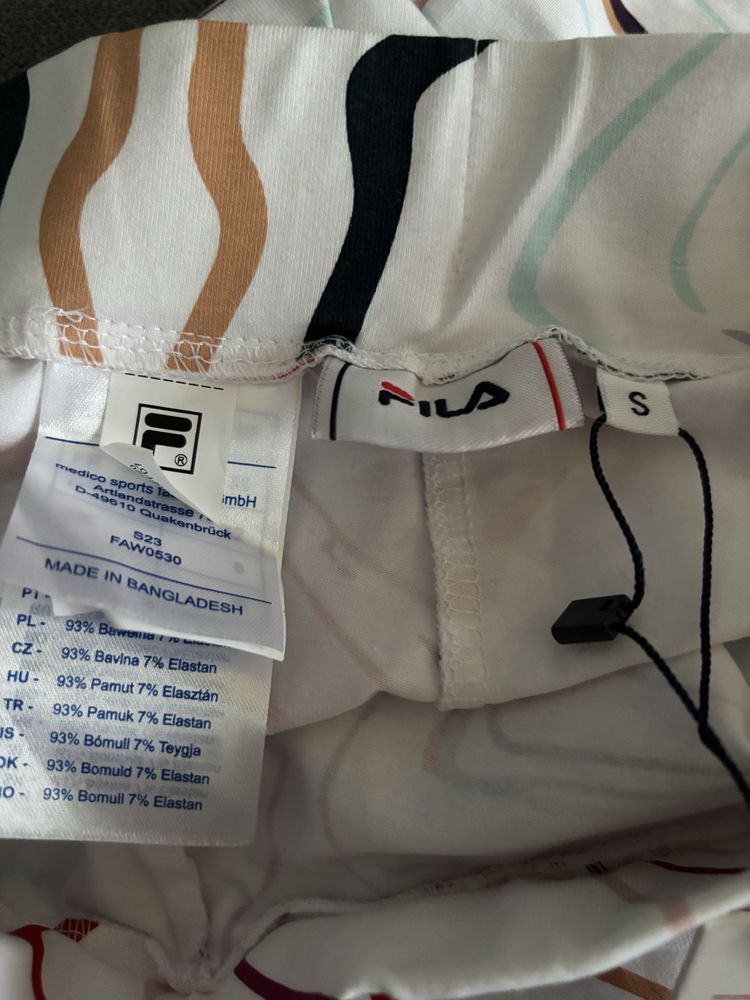 FILA
S
F®
medico sports GmbH
Artlandstrasse
D-49610 Quakenbrück
S23
FAW0530
MADE IN BANGLADESH
PL - 93% Bawełna 7%
CZ - 93% Bavlna 7% Elastan
HU - 93% Pamut 7% Elasztán
TR - 93% Pamuk 7% Elastan
IS - 93% Bómull 7% Teygja
DK - 93% Bomuld 7% Elastan
NO - 93% Bomull 7% Elastan